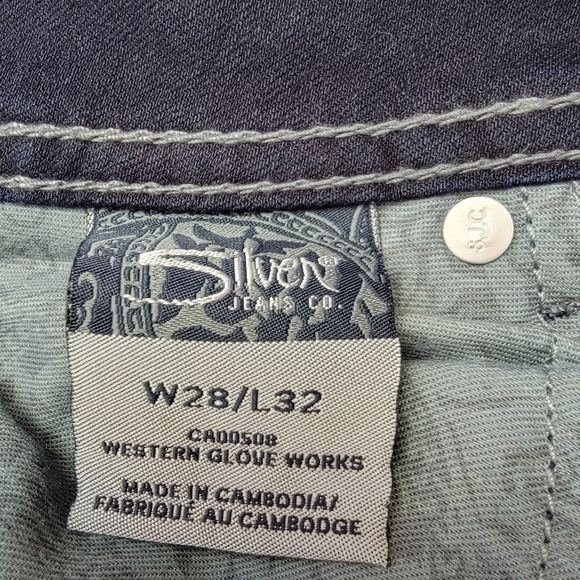 Silver®
JEANS CO.
SJC
W28/L32
CA00508
WESTERN GLOVE WORKS
MADE IN CAMBODIA/
FABRIQUÉ AU CAMBODGE